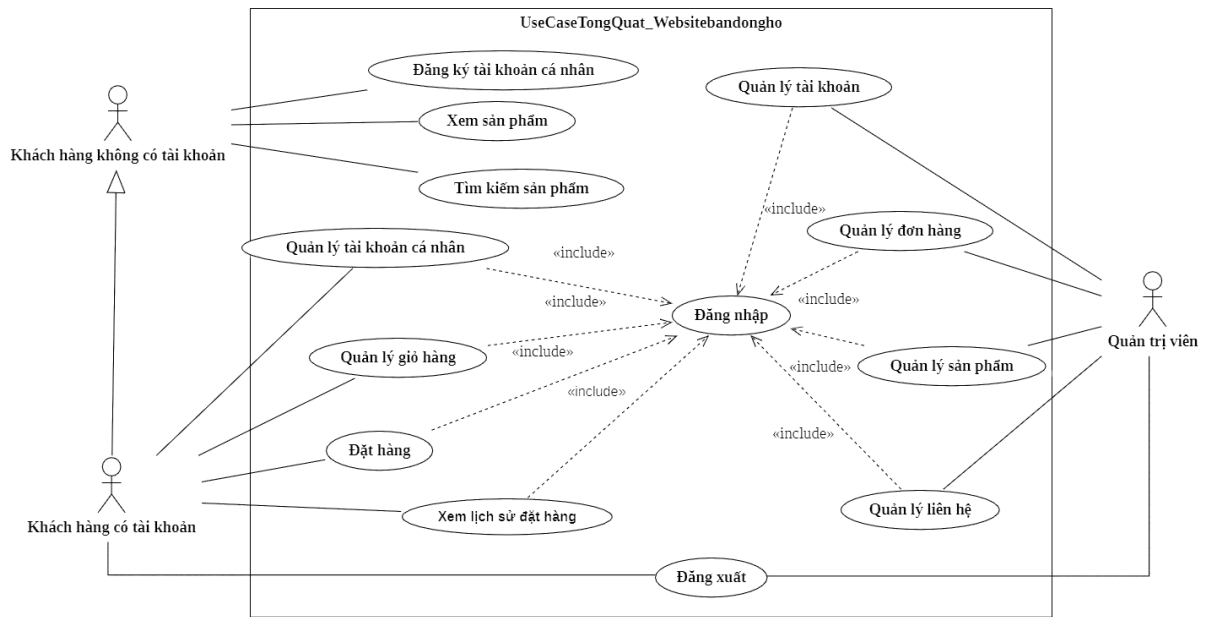 UseCaseTongQuat_Websitebandongho
Đăng ký tài khoản cá nhân
Quản lý tài khoản
Xem sản phẩm
Khách hàng không có tài khoản
Tìm kiếm sản phẩm
«include»
Quản lý đơn hàng
Quản lý tài khoản cá nhân
«include»
«include»
«include»
Đăng nhập
Quản trị viên
Quản lý giỏ hàng
«include»
«include»
Quản lý sản phẩm
«include»
«include»
Đặt hàng
Quản lý liên hệ
Xem lịch sử đặt hàng
Khách hàng có tài khoản
Đăng xuất